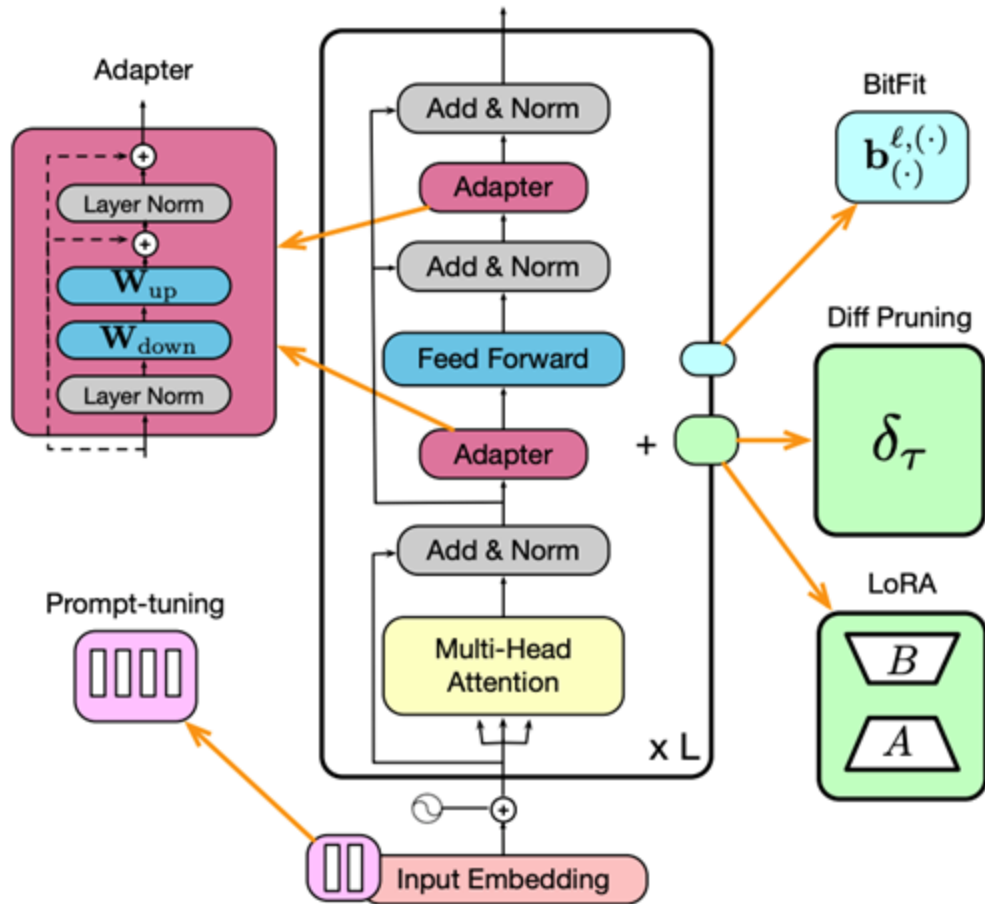 Adapter
Layer Norm
W_up
W_down
Layer Norm
Prompt-tuning
Add & Norm
Adapter
Add & Norm
Feed Forward
Adapter
+
Add & Norm
Multi-Head
Attention
x L
Input Embedding
BitFit
b_{(·)}^{ℓ,(·)}
Diff Pruning
δ_τ
LoRA
B
A